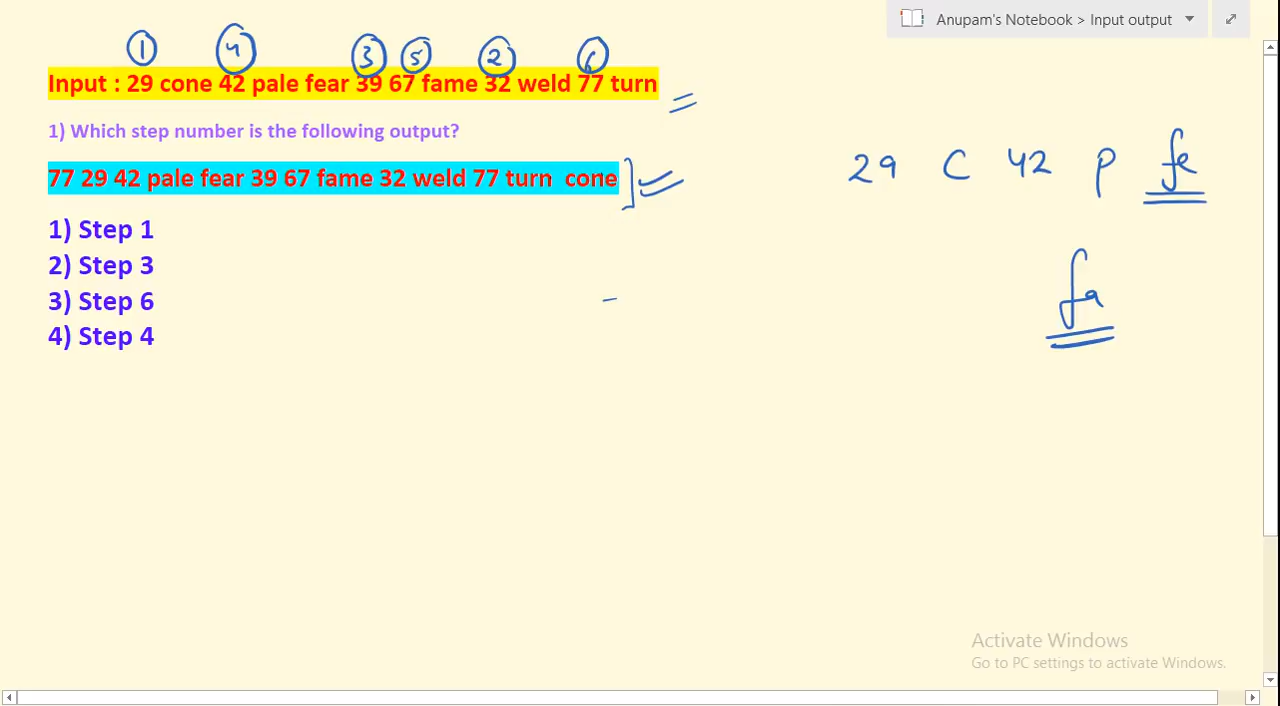 Anupam's Notebook > Input output
1 4 3 5 2 6
Input : 29 cone 42 pale fear 39 67 fame 32 weld 77 turn
1) Which step number is the following output?
77 29 42 pale fear 39 67 fame 32 weld 77 turn cone
29 C 42 P fe
fa
1) Step 1
2) Step 3
3) Step 6
4) Step 4
Activate Windows
Go to PC settings to activate Windows.